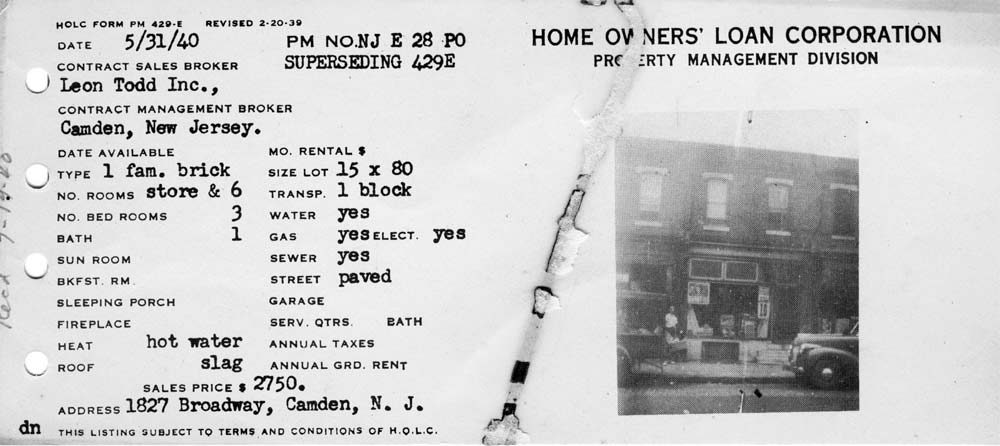 HOLC FORM PM 429-E REVISED 2-20-39
DATE 5/31/40 PM NO.NJ E 28 PO
CONTRACT SALES BROKER SUPERSEDING 429E
Leon Todd Inc.,
CONTRACT MANAGEMENT BROKER
Camden, New Jersey.
DATE AVAILABLE MO. RENTAL $
TYPE 1 fam. brick SIZE LOT 15 x 80
NO. ROOMS store & 6 TRANSP. 1 block
NO. BED ROOMS 3 WATER yes
BATH 1 GAS yes ELECT. yes
SUN ROOM SEWER yes
BKFST. RM. STREET paved
SLEEPING PORCH GARAGE
FIREPLACE SERV. QTRS. BATH
HEAT hot water ANNUAL TAXES
ROOF slag ANNUAL GRD. RENT
SALES PRICE $ 2750.
ADDRESS 1827 Broadway, Camden, N. J.
dn THIS LISTING SUBJECT TO TERMS AND CONDITIONS OF H.O.L.C.
HOME OWNERS' LOAN CORPORATION
PROPERTY MANAGEMENT DIVISION